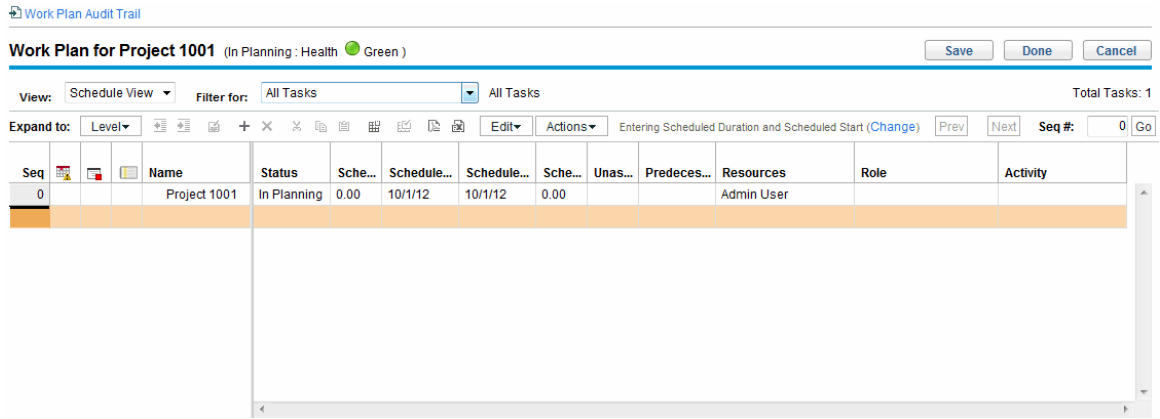 Work Plan Audit Trail
Work Plan for Project 1001 (In Planning : Health Green ) Save Done Cancel
View: Schedule View Filter for: All Tasks All Tasks Total Tasks: 1
Expand to: Level Edit Actions Entering Scheduled Duration and Scheduled Start (Change) Prev Next Seq #: 0 Go
Seq Name Status Sche... Schedule... Schedule... Sche... Unas... Predeces... Resources Role Activity
0 Project 1001 In Planning 0.00 10/1/12 10/1/12 0.00 Admin User